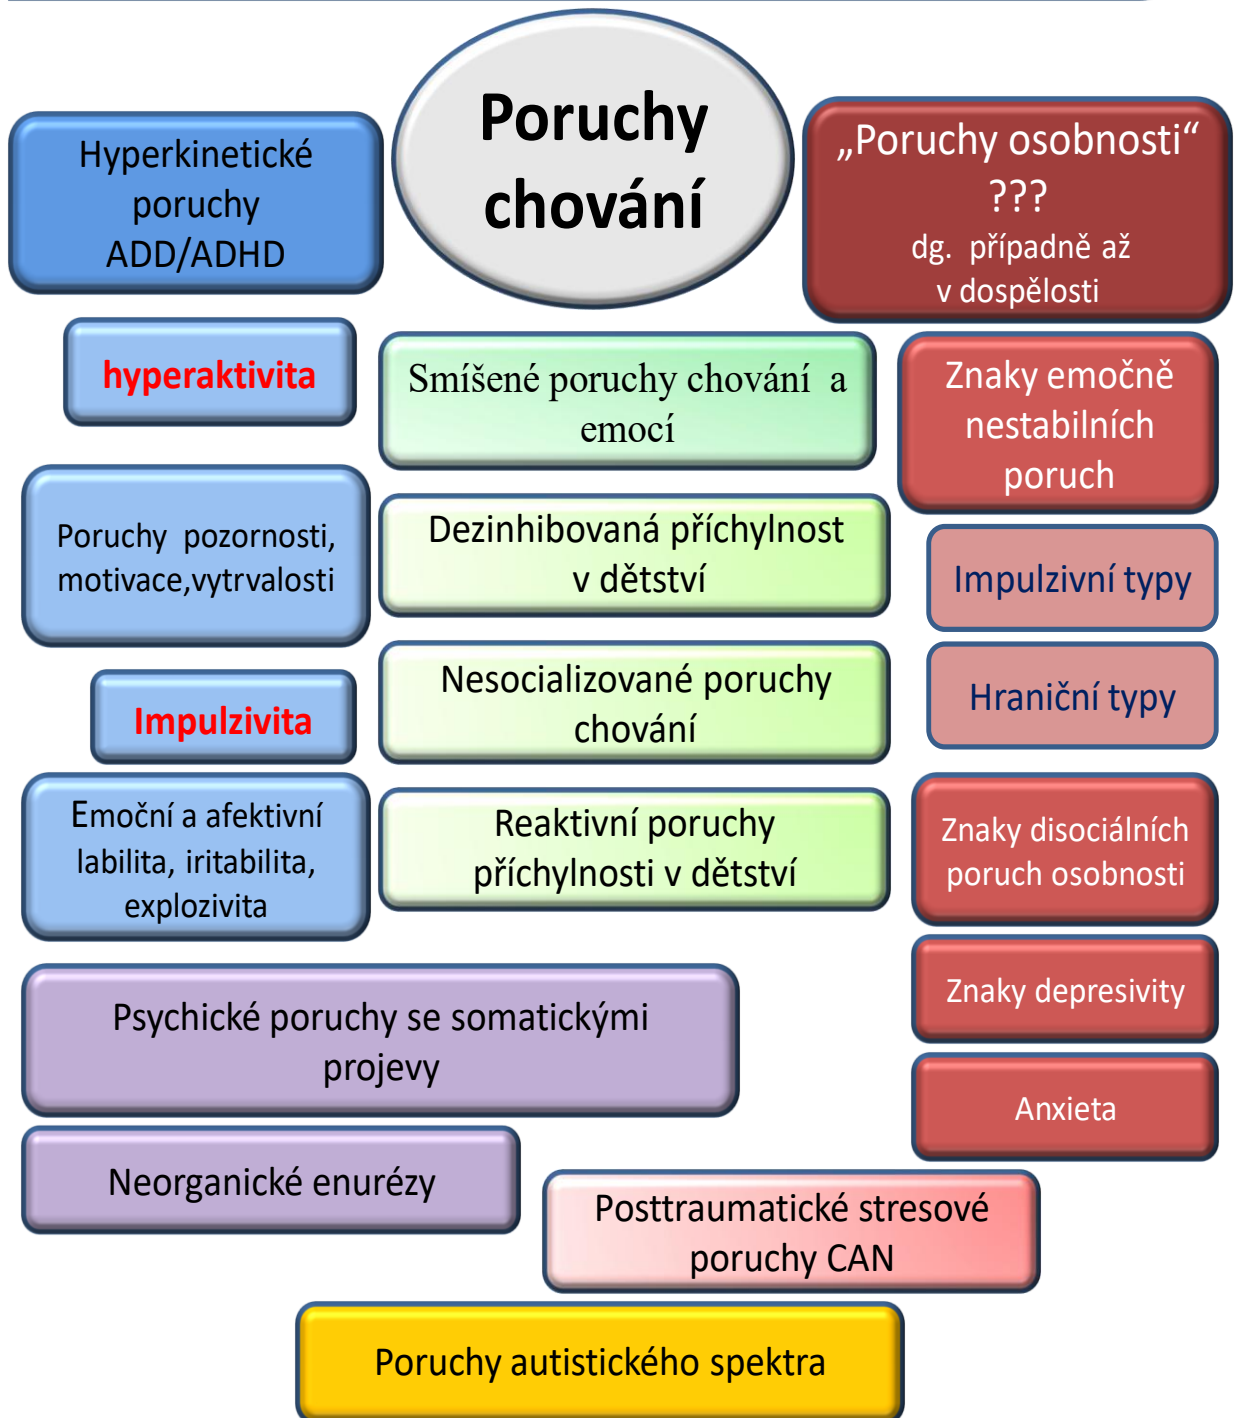 Poruchy
chování
Hyperkinetické
poruchy
ADD/ADHD
hyperaktivita
Poruchy pozornosti,
motivace,vytrvalosti
Impulzivita
Emoční a afektivní
labilita, iritabilita,
explozivita
Smíšené poruchy chování a
emocí
Dezinhibovaná příchylnost
v dětství
Nesocializované poruchy
chování
Reaktivní poruchy
příchylnosti v dětství
„Poruchy osobnosti“
???
dg. případně až
v dospělosti
Znaky emočně
nestabilních
poruch
Impulzivní typy
Hraniční typy
Znaky disociálních
poruch osobnosti
Znaky depresivity
Anxieta
Psychické poruchy se somatickými
projevy
Neorganické enurézy
Posttraumatické stresové
poruchy CAN
Poruchy autistického spektra